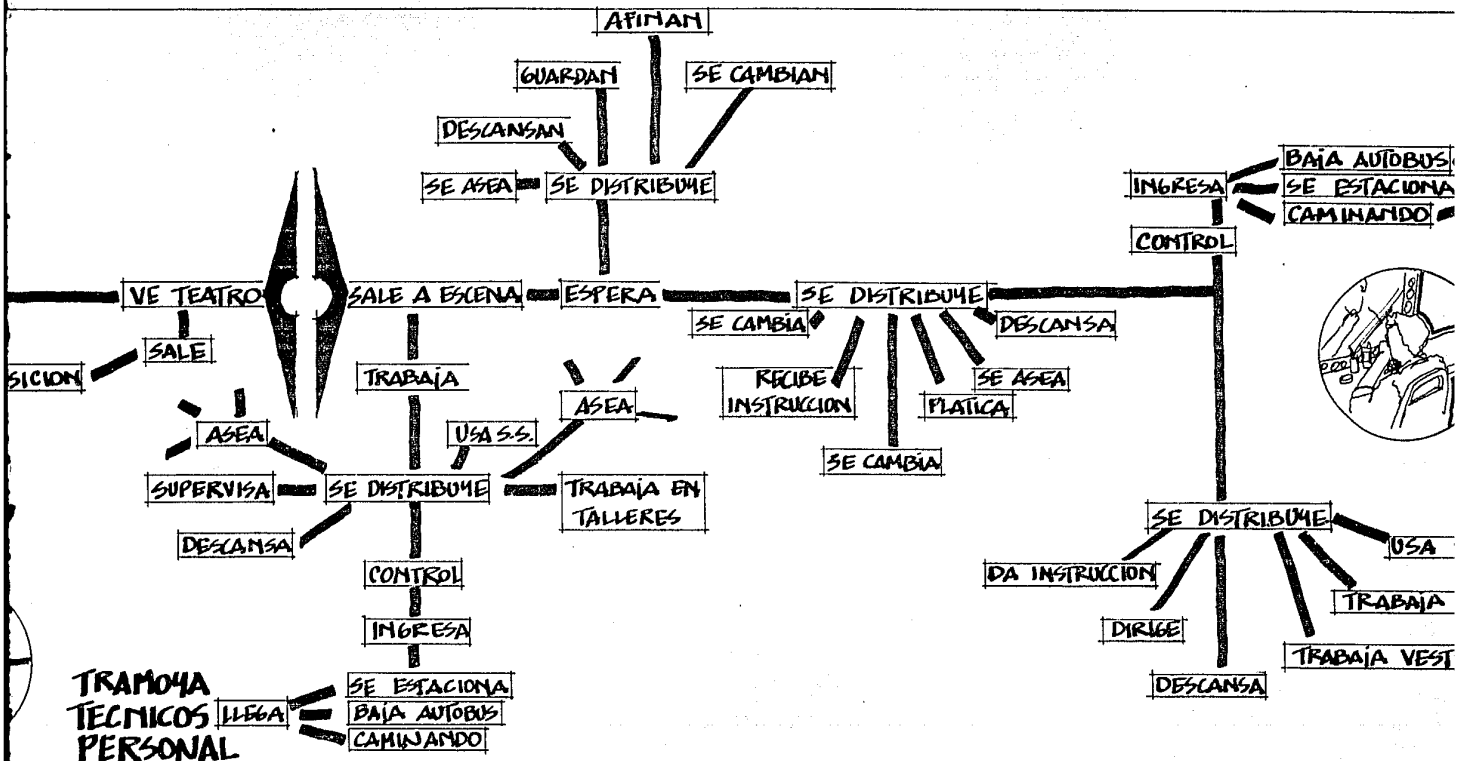 AFINAN
GUARDAN
SE CAMBIAN
DESCANSAN
SE ASEA
SE DISTRIBUYE
INGRESA
BAJA AUTOBUS
SE ESTACIONA
CAMINANDO
CONTROL
VE TEATRO
SALE A ESCENA
ESPERA
SE DISTRIBUYE
SE CAMBIA
DESCANSA
SALE
SICION
TRABAJA
RECIBE
INSTRUCCION
SE ASEA
PLATICA
ASEA
ASEA
USA S.S.
SE CAMBIA
SUPERVISA
SE DISTRIBUYE
TRABAJA EN
TALLERES
DESCANSA
SE DISTRIBUYE
USA
CONTROL
DA INSTRUCCION
TRABAJA
INGRESA
DIRIGE
TRABAJA VEST
DESCANSA
TRAMOYA
TECNICOS
PERSONAL
LLEGA
SE ESTACIONA
BAJA AUTOBUS
CAMINANDO